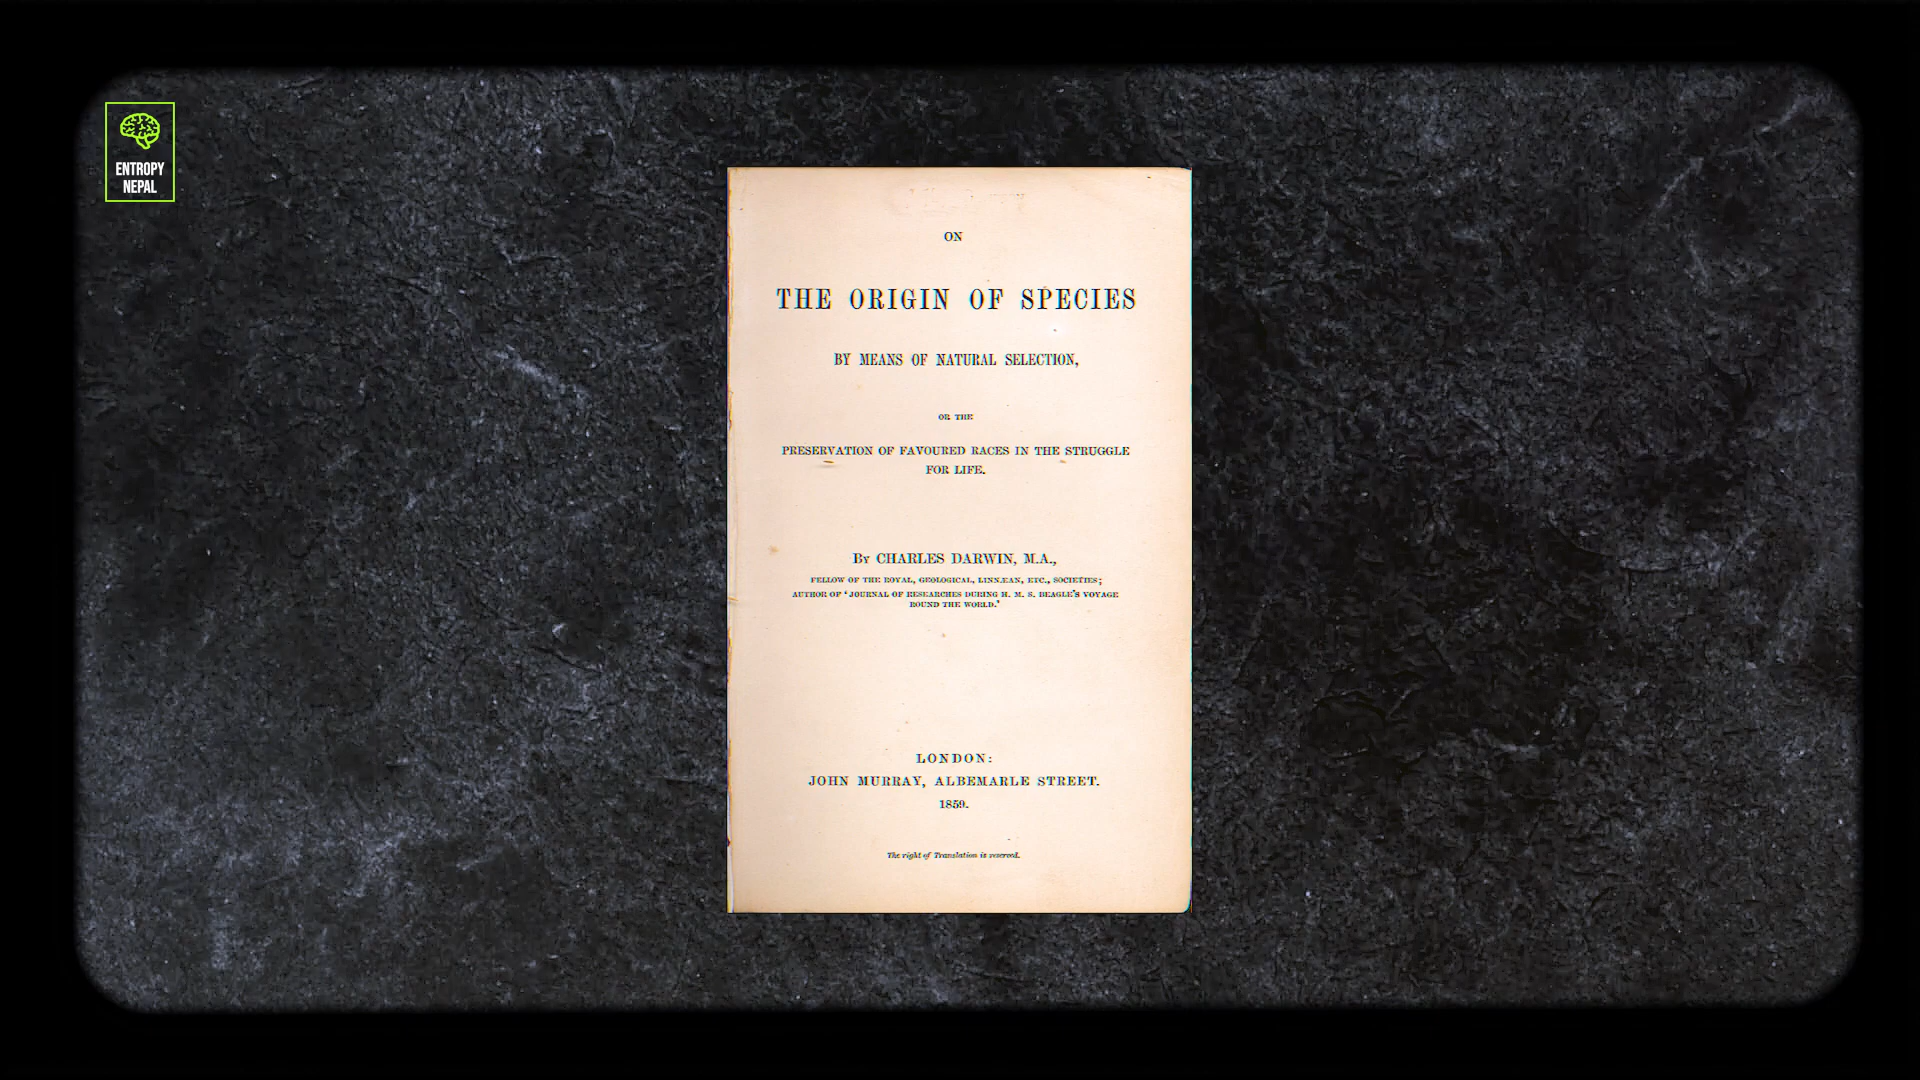 ENTROPY
NEPAL
ON
THE ORIGIN OF SPECIES
BY MEANS OF NATURAL SELECTION,
OR THE
PRESERVATION OF FAVOURED RACES IN THE STRUGGLE
FOR LIFE.
By CHARLES DARWIN, M.A.,
FELLOW OF THE ROYAL, GEOLOGICAL, LINNÆAN, ETC., SOCIETIES;
AUTHOR OF ‘JOURNAL OF RESEARCHES DURING H. M. S. BEAGLE'S VOYAGE
ROUND THE WORLD.’
LONDON:
JOHN MURRAY, ALBEMARLE STREET.
1859.
The right of Translation is reserved.